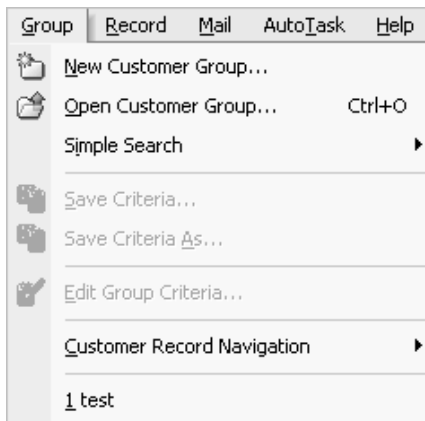 Group Record Mail AutoTask Help
New Customer Group...
Open Customer Group... Ctrl+O
Simple Search
Save Criteria...
Save Criteria As...
Edit Group Criteria...
Customer Record Navigation
1 test